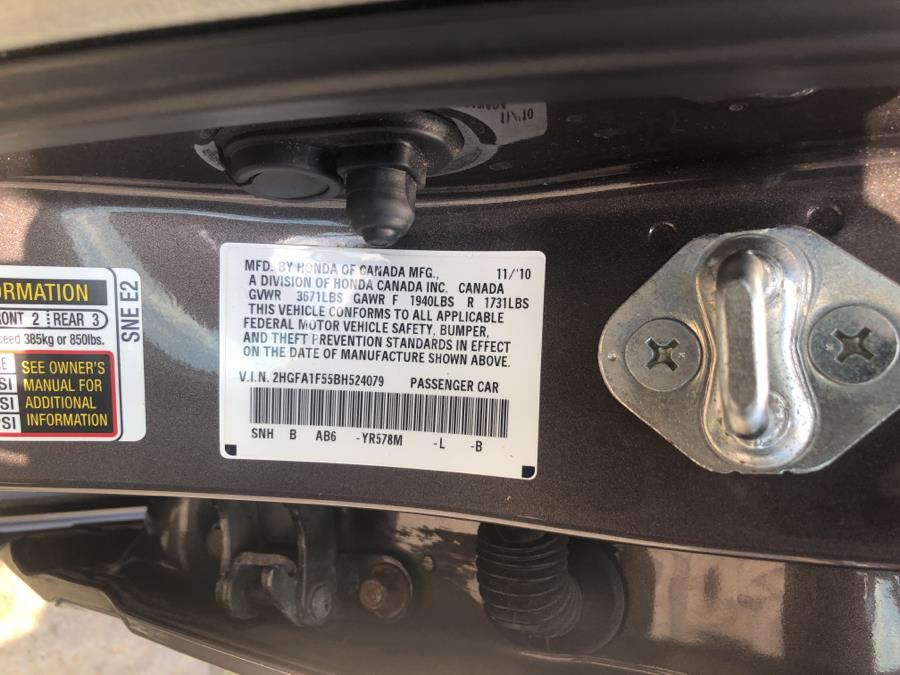 11/'10
MFD. BY HONDA OF CANADA MFG., 11/'10
A DIVISION OF HONDA CANADA INC. CANADA
GVWR 3671LBS GAWR F 1940LBS R 1731LBS
THIS VEHICLE CONFORMS TO ALL APPLICABLE
FEDERAL MOTOR VEHICLE SAFETY, BUMPER,
AND THEFT PREVENTION STANDARDS IN EFFECT
ON THE DATE OF MANUFACTURE SHOWN ABOVE.
V.I.N. 2HGFA1F55BH524079 PASSENGER CAR
SNH B AB6 -YR578M -L -B
REAR 3
385kg or 850lbs.
SEE OWNER'S
MANUAL FOR
ADDITIONAL
INFORMATION
PSI
SNE E2